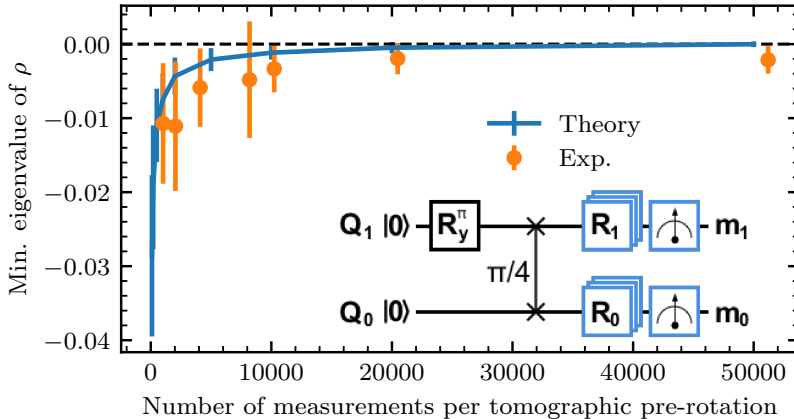 Min. eigenvalue of ρ
0.00
−0.01
−0.02
−0.03
−0.04
Theory
Exp.
Q₁ |0⟩ R_y^π R₁ m₁
π/4
Q₀ |0⟩ R₀ m₀
0 10000 20000 30000 40000 50000
Number of measurements per tomographic pre-rotation